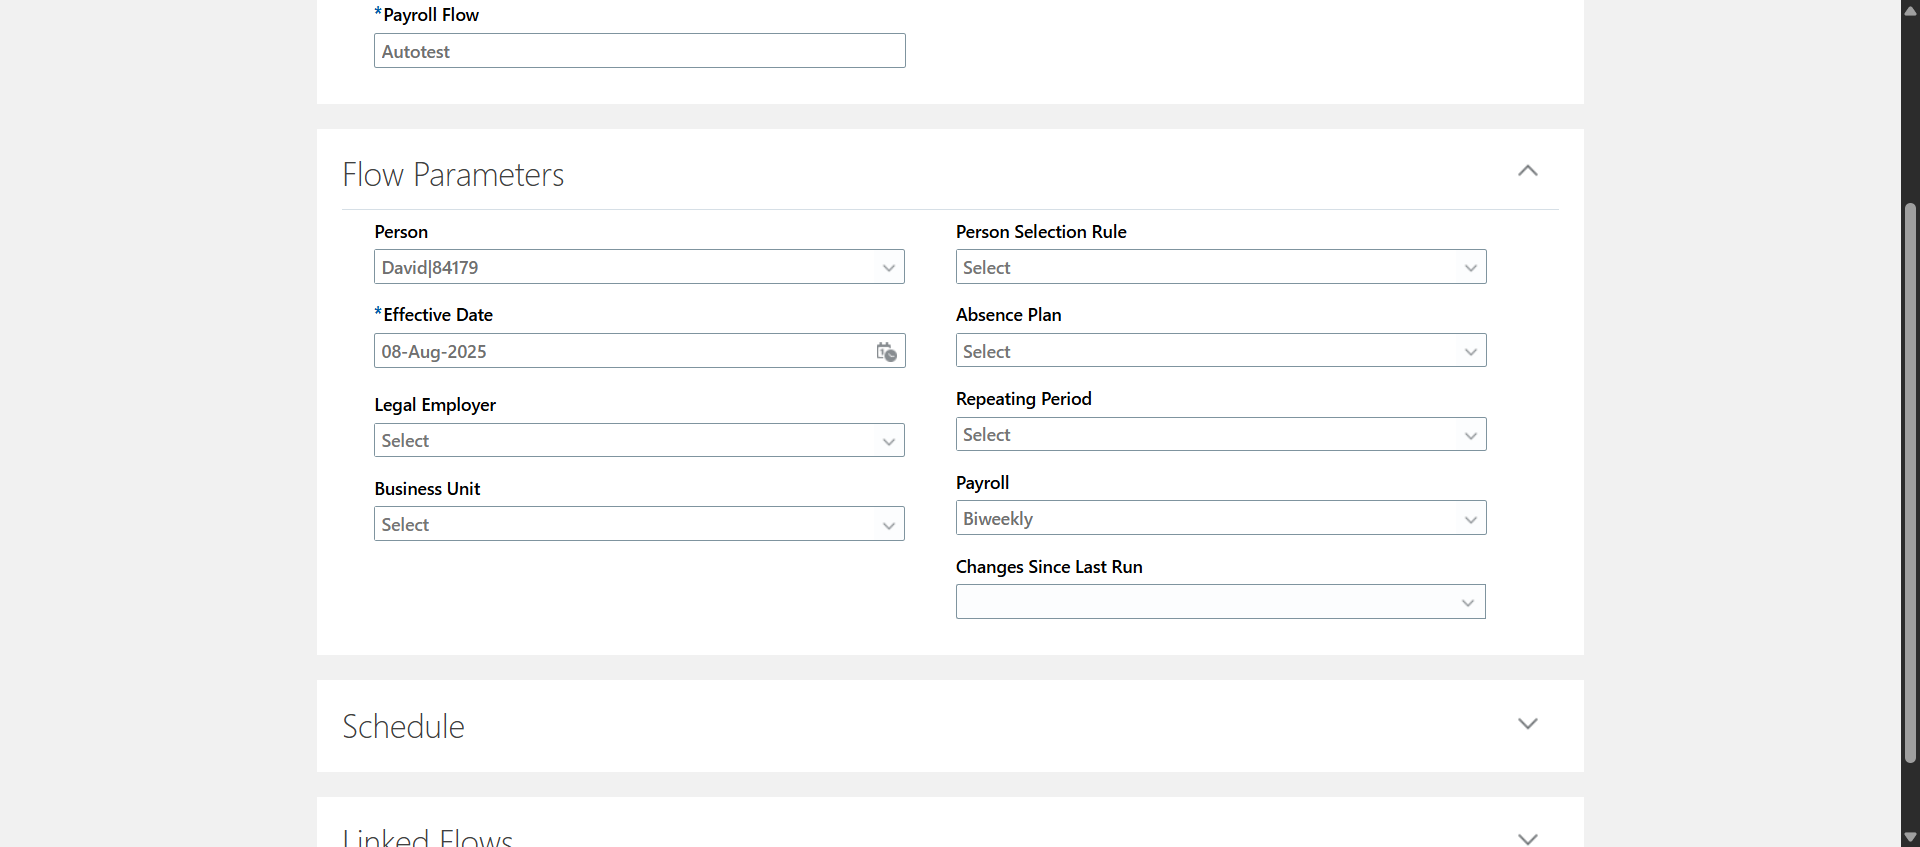 *Payroll Flow
Autotest
Flow Parameters
Person
David|84179
*Effective Date
08-Aug-2025
Legal Employer
Select
Business Unit
Select
Person Selection Rule
Select
Absence Plan
Select
Repeating Period
Select
Payroll
Biweekly
Changes Since Last Run
Schedule
Linked Flows